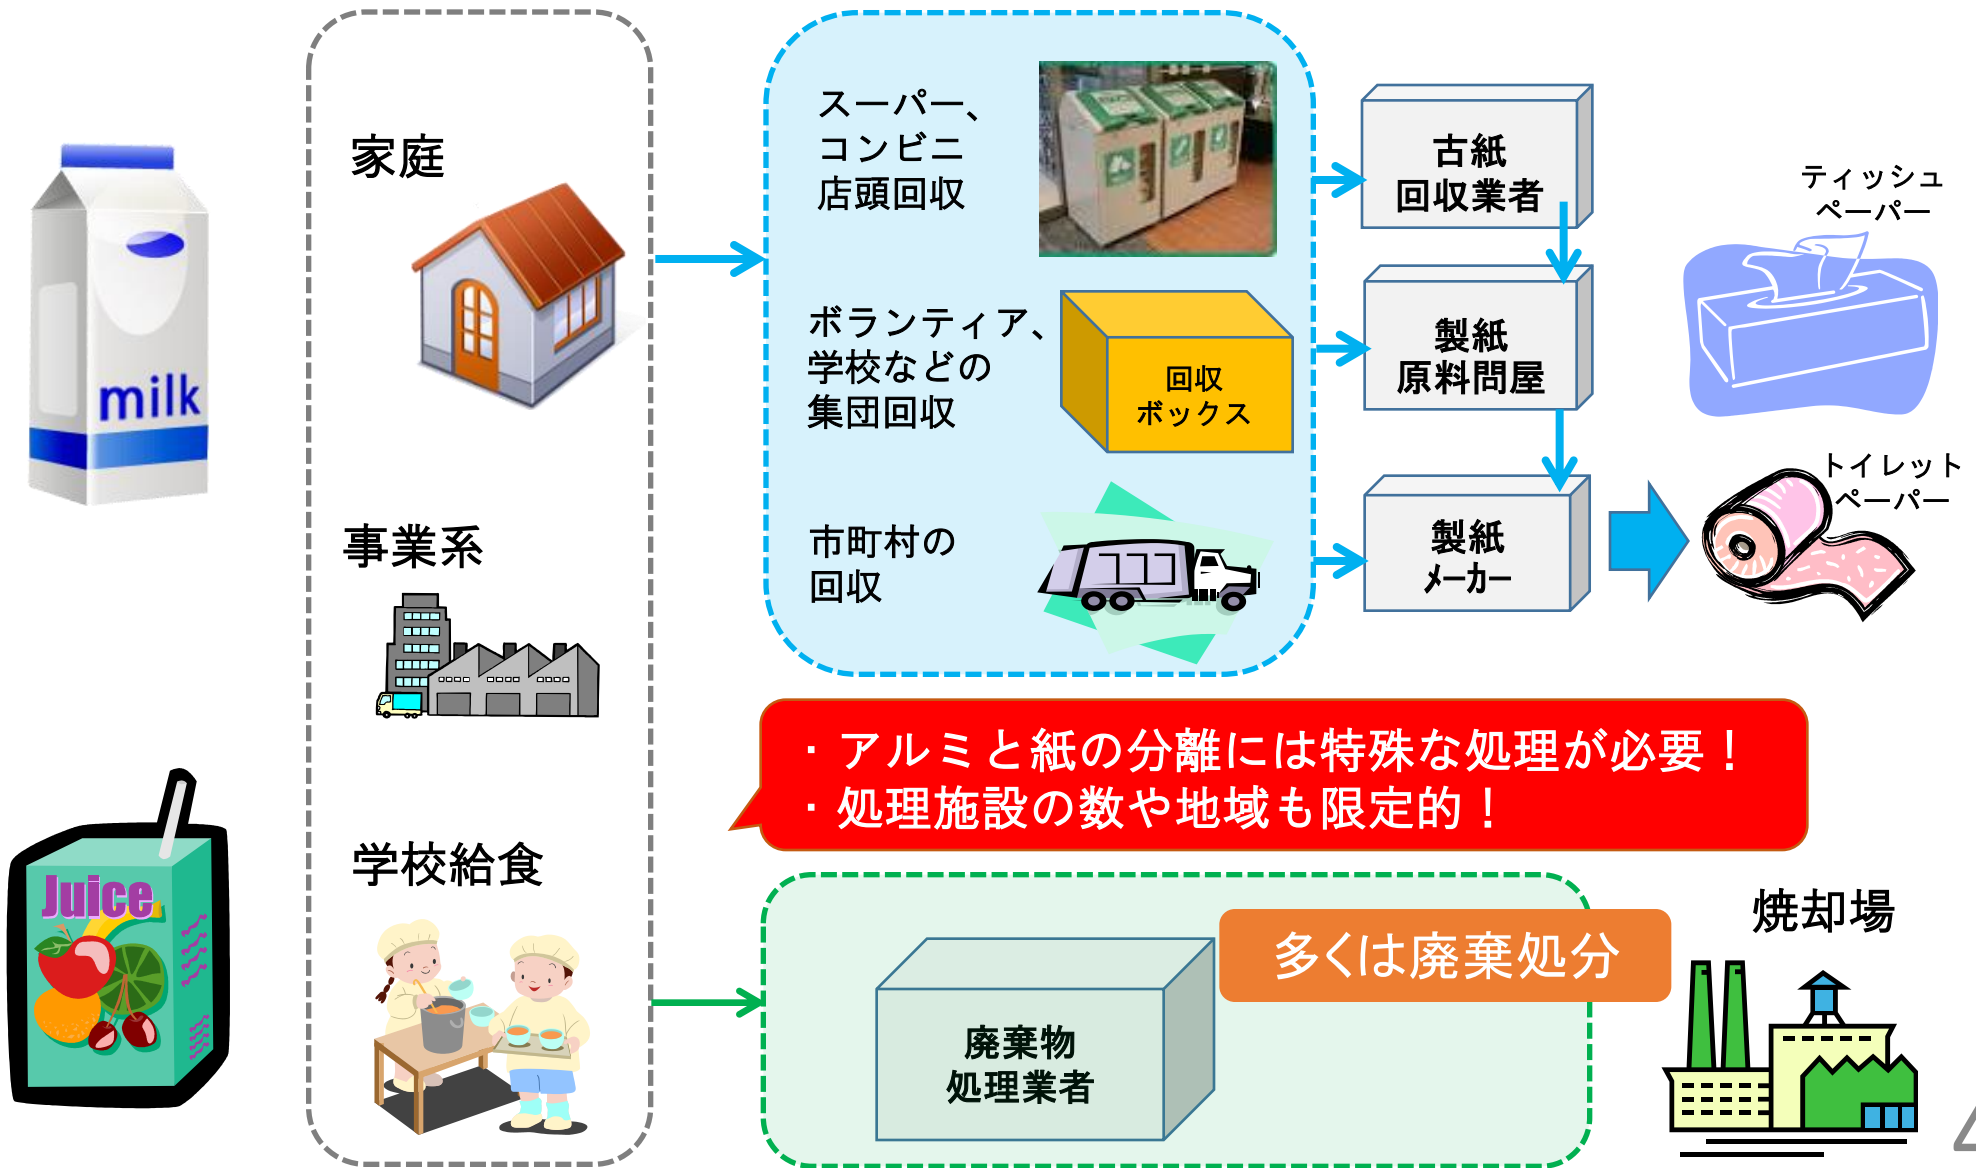 milk
Juice
家庭
事業系
学校給食
スーパー、
コンビニ
店頭回収
ボランティア、
学校などの
集団回収
回収
ボックス
市町村の
回収
古紙
回収業者
製紙
原料問屋
製紙
メーカー
ティッシュ
ペーパー
トイレット
ペーパー
・アルミと紙の分離には特殊な処理が必要！
・処理施設の数や地域も限定的！
多くは廃棄処分
廃棄物
処理業者
焼却場